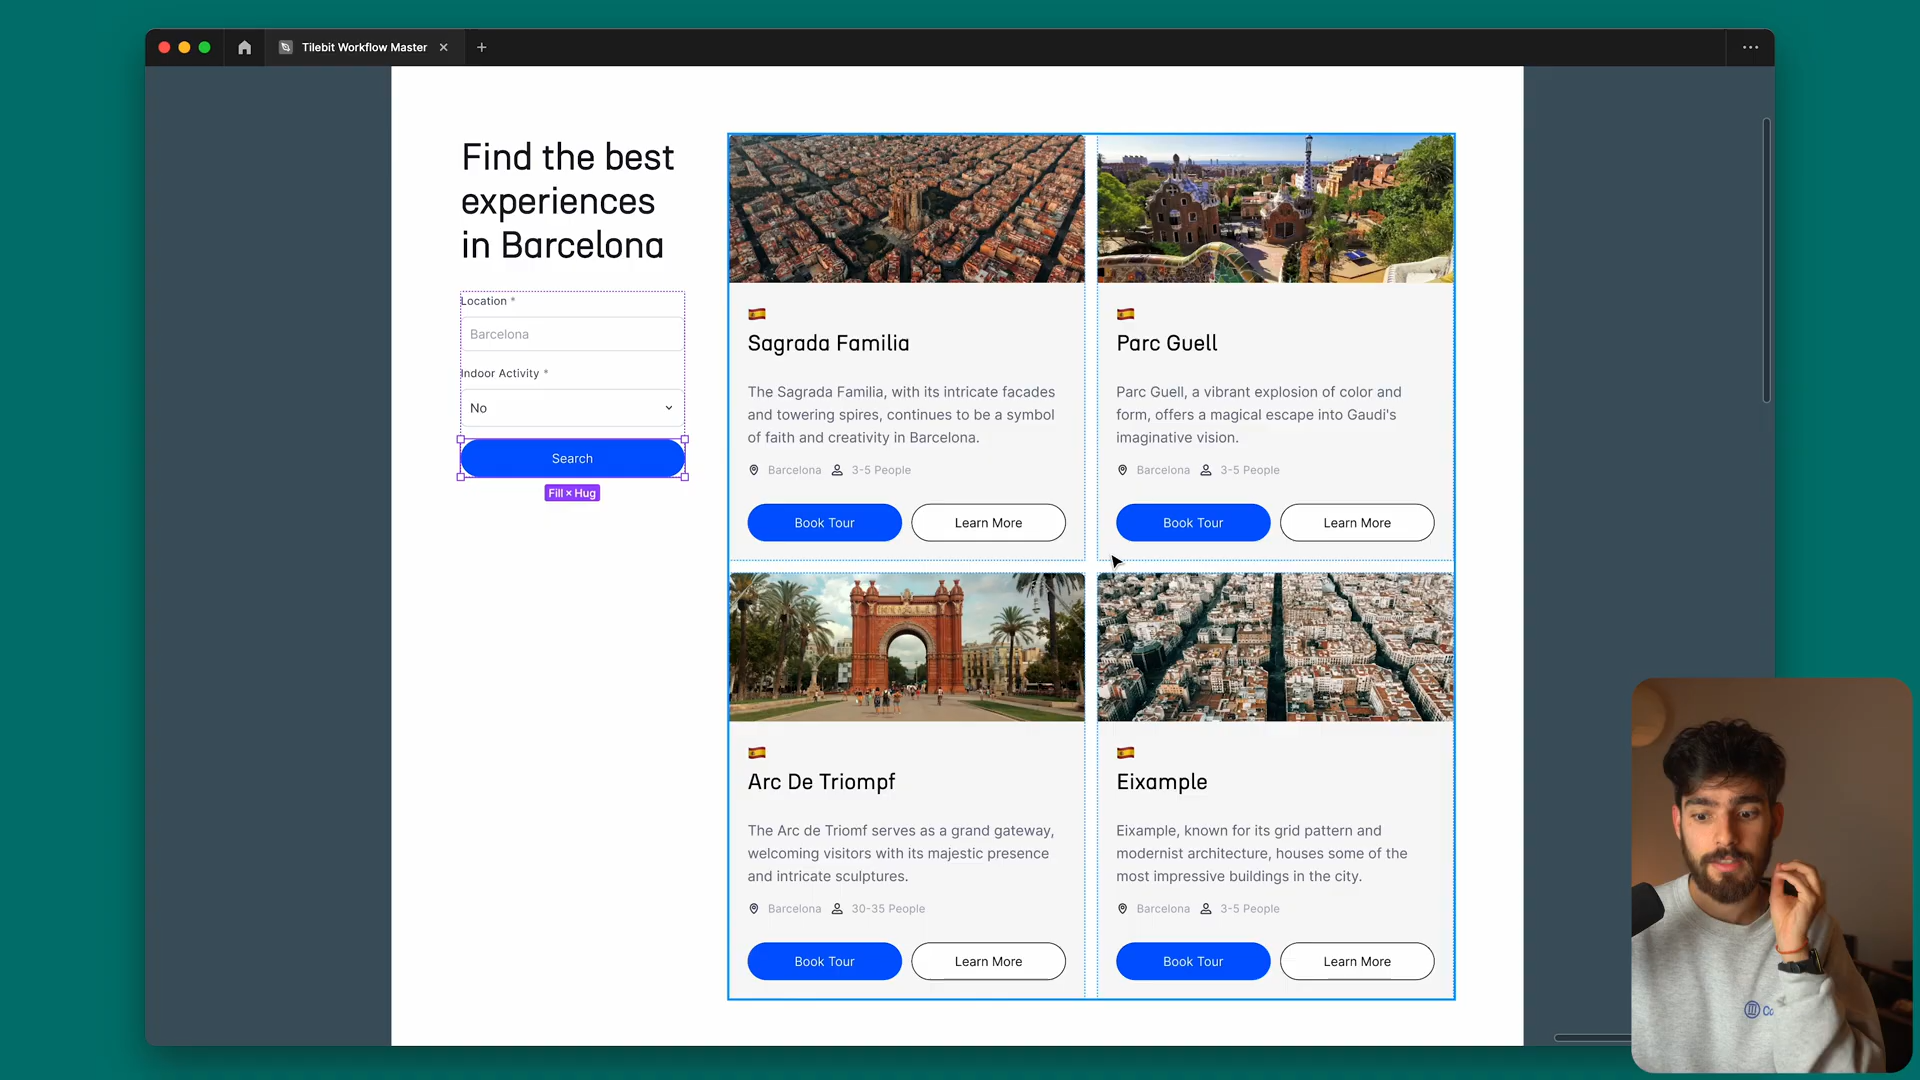 Tilebit Workflow Master
Find the best
experiences
in Barcelona
Location *
Barcelona
Indoor Activity *
No
Search
Fill × Hug
Sagrada Familia
The Sagrada Familia, with its intricate facades
and towering spires, continues to be a symbol
of faith and creativity in Barcelona.
Barcelona 3-5 People
Book Tour Learn More
Parc Guell
Parc Guell, a vibrant explosion of color and
form, offers a magical escape into Gaudi's
imaginative vision.
Barcelona 3-5 People
Book Tour Learn More
Arc De Triompf
The Arc de Triomf serves as a grand gateway,
welcoming visitors with its majestic presence
and intricate sculptures.
Barcelona 30-35 People
Book Tour Learn More
Eixample
Eixample, known for its grid pattern and
modernist architecture, houses some of the
most impressive buildings in the city.
Barcelona 3-5 People
Book Tour Learn More